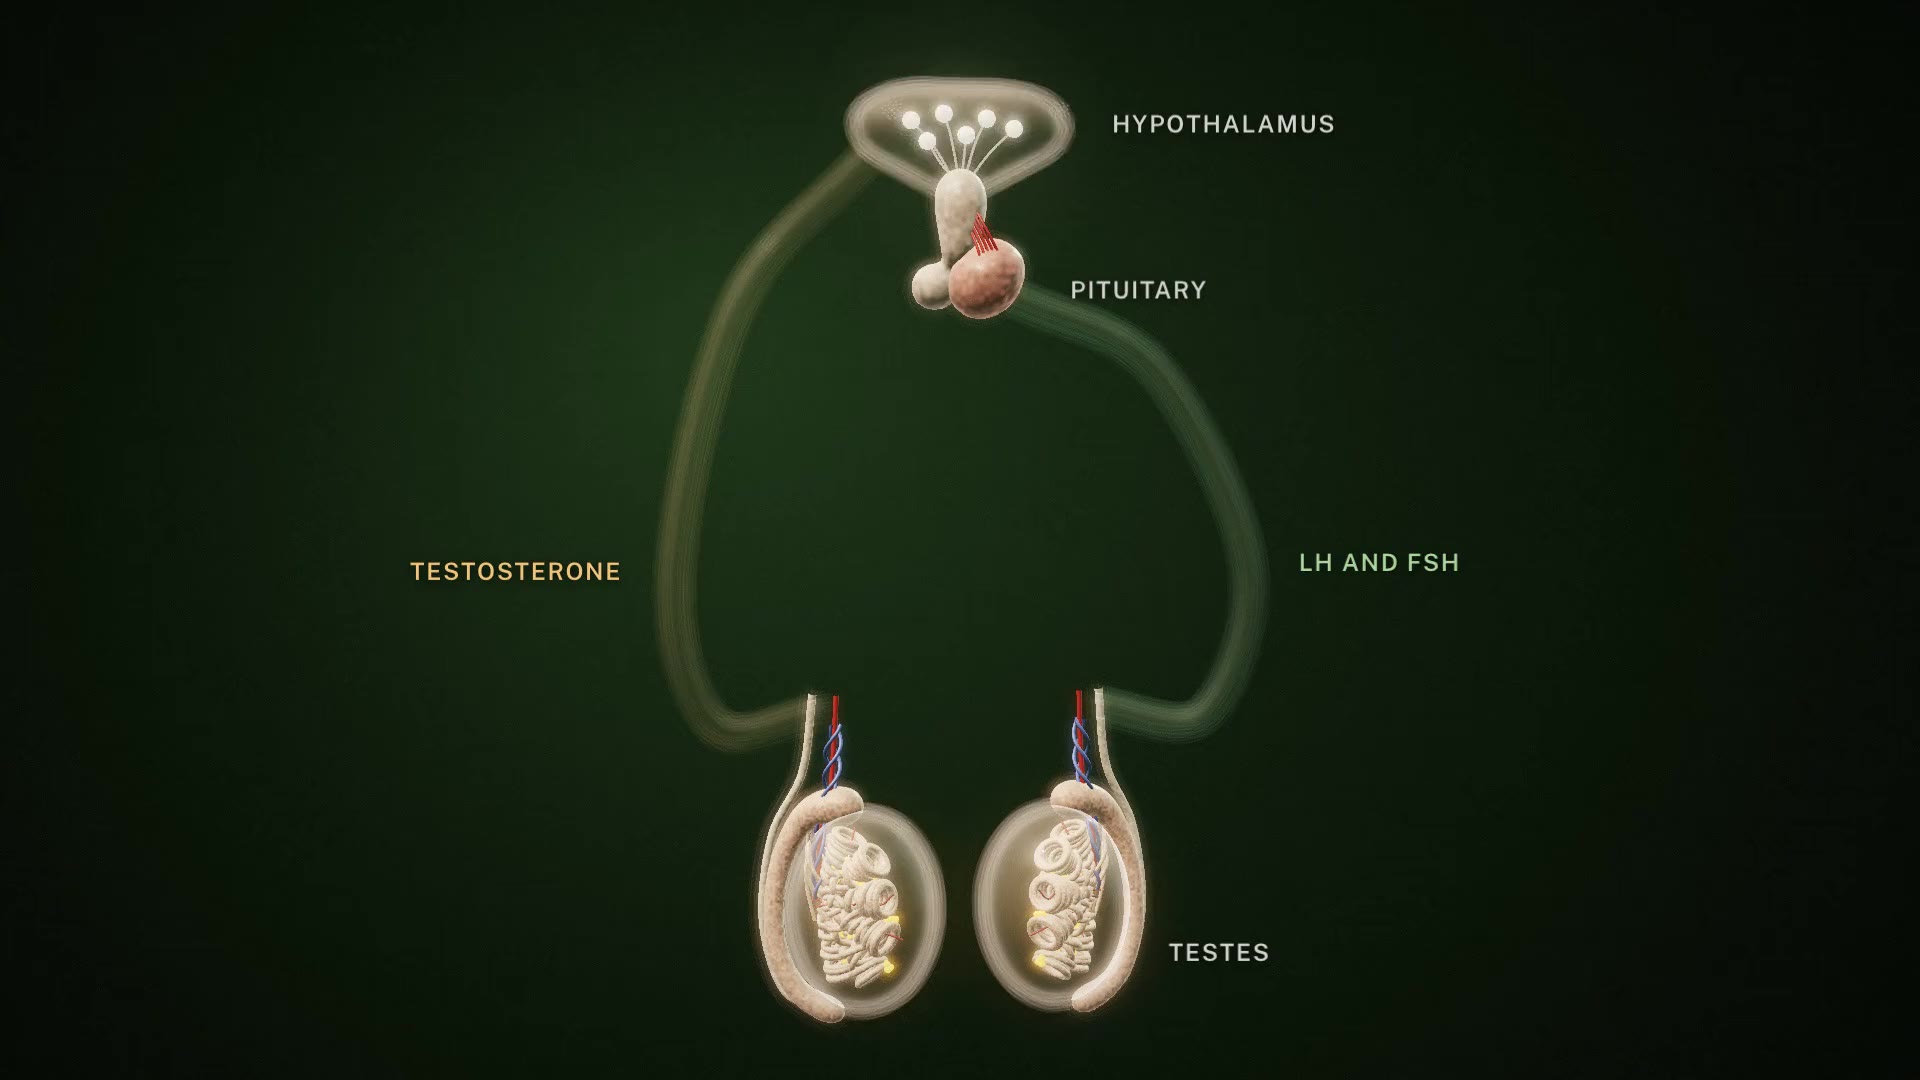 HYPOTHALAMUS
PITUITARY
TESTOSTERONE
LH AND FSH
TESTES